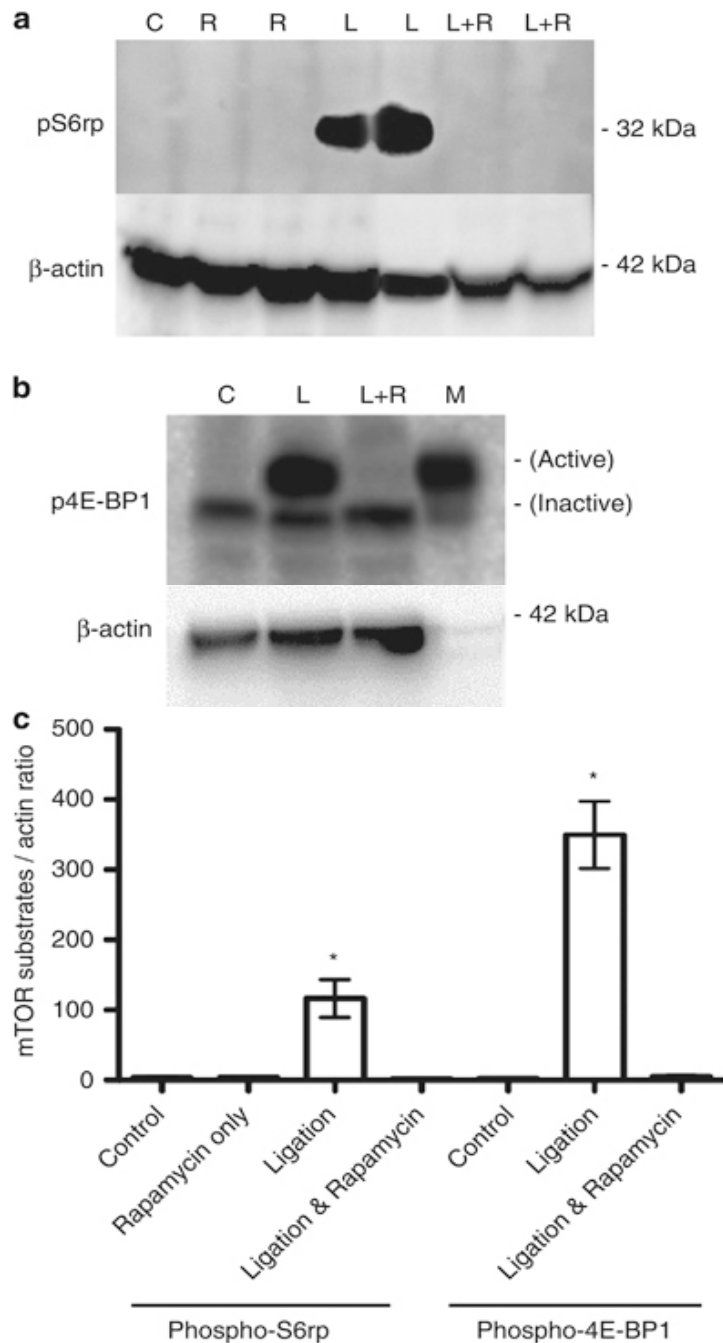 a
C R R L L L+R L+R
pS6rp
- 32 kDa
β-actin
- 42 kDa
b
C L L+R M
- (Active)
p4E-BP1
- (Inactive)
- 42 kDa
β-actin
c
mTOR substrates / actin ratio
500
400
300
200
100
0
*
*
Control
Rapamycin only
Ligation
Ligation & Rapamycin
Control
Ligation
Ligation & Rapamycin
Phospho-S6rp
Phospho-4E-BP1